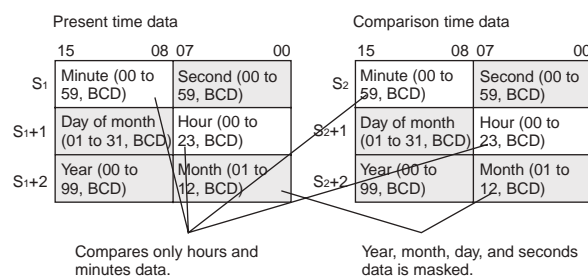 Present time data
Comparison time data
15 08 07 00
15 08 07 00
S1
Minute (00 to
59, BCD)
Second (00 to
59, BCD)
S2
Minute (00 to
59, BCD)
Second (00 to
59, BCD)
S1+1
Day of month
(01 to 31, BCD)
Hour (00 to
23, BCD)
S2+1
Day of month
(01 to 31, BCD)
Hour (00 to
23, BCD)
S1+2
Year (00 to
99, BCD)
Month (01 to
12, BCD)
S2+2
Year (00 to
99, BCD)
Month (01 to
12, BCD)
Compares only hours and
minutes data.
Year, month, day, and seconds
data is masked.